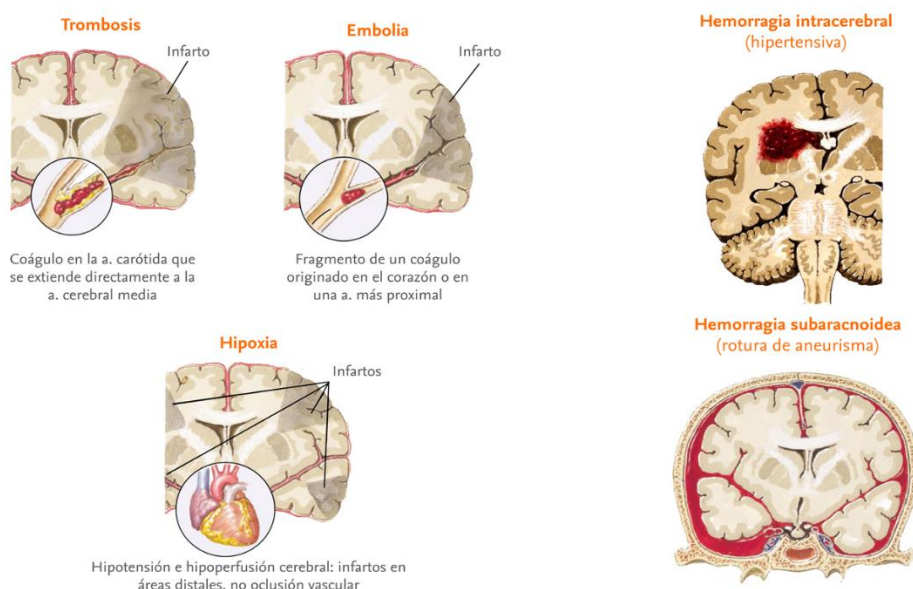 Trombosis
Infarto
Coágulo en la a. carótida que
se extiende directamente a la
a. cerebral media
Embolia
Infarto
Fragmento de un coágulo
originado en el corazón o en
una a. más proximal
Hemorragia intracerebral
(hipertensiva)
Hipoxia
Infartos
Hipotensión e hipoperfusión cerebral: infartos en
áreas distales, no oclusión vascular
Hemorragia subaracnoidea
(rotura de aneurisma)